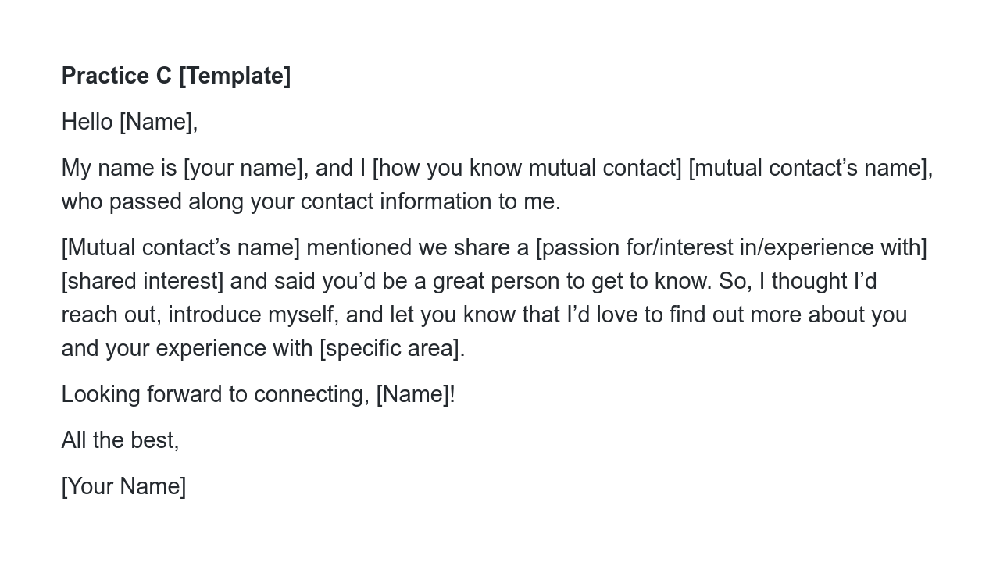 Practice C [Template]
Hello [Name],
My name is [your name], and I [how you know mutual contact] [mutual contact’s name],
who passed along your contact information to me.
[Mutual contact’s name] mentioned we share a [passion for/interest in/experience with]
[shared interest] and said you’d be a great person to get to know. So, I thought I’d
reach out, introduce myself, and let you know that I’d love to find out more about you
and your experience with [specific area].
Looking forward to connecting, [Name]!
All the best,
[Your Name]